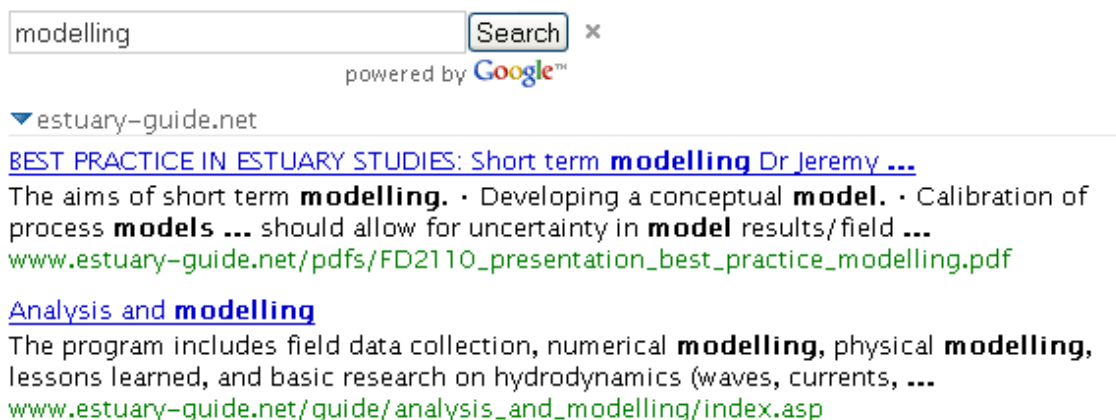 modelling Search ×
powered by Google™
estuary-guide.net
BEST PRACTICE IN ESTUARY STUDIES: Short term modelling Dr Jeremy ...
The aims of short term modelling. · Developing a conceptual model. · Calibration of
process models ... should allow for uncertainty in model results/field ...
www.estuary-guide.net/pdfs/FD2110_presentation_best_practice_modelling.pdf
Analysis and modelling
The program includes field data collection, numerical modelling, physical modelling,
lessons learned, and basic research on hydrodynamics (waves, currents, ...
www.estuary-guide.net/guide/analysis_and_modelling/index.asp